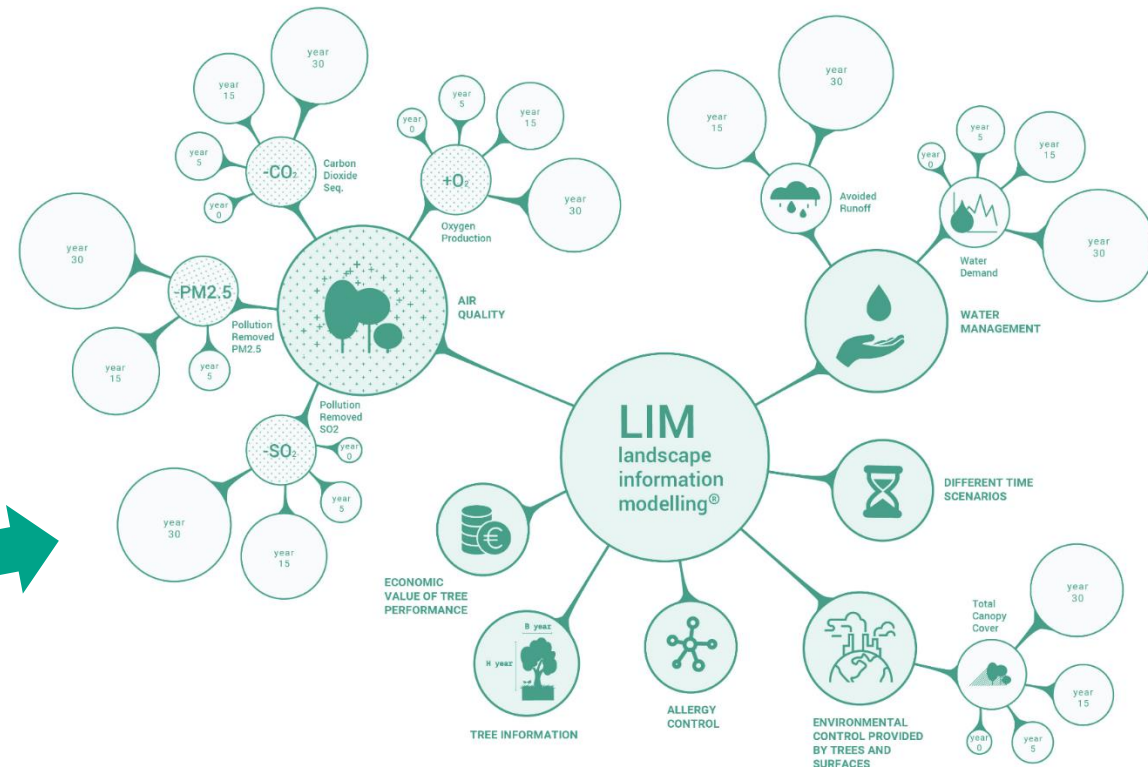 year
30
year
15
year
5
year
0
-CO₂
Carbon
Dioxide
Seq.
year
0
year
5
year
15
year
30
+O₂
Oxygen
Production
year
30
year
15
year
5
-PM2.5
Pollution
Removed
PM2.5
AIR
QUALITY
Pollution
Removed
SO2
-SO₂
year
0
year
5
year
15
year
30
year
15
year
30
Avoided
Runoff
year
0
year
5
year
15
year
30
Water
Demand
WATER
MANAGEMENT
LIM
landscape
information
modelling®
DIFFERENT TIME
SCENARIOS
ECONOMIC
VALUE OF TREE
PERFORMANCE
B year
H year
TREE INFORMATION
ALLERGY
CONTROL
ENVIRONMENTAL
CONTROL PROVIDED
BY TREES AND
SURFACES
Total
Canopy
Cover
year
30
year
15
year
5
year
0